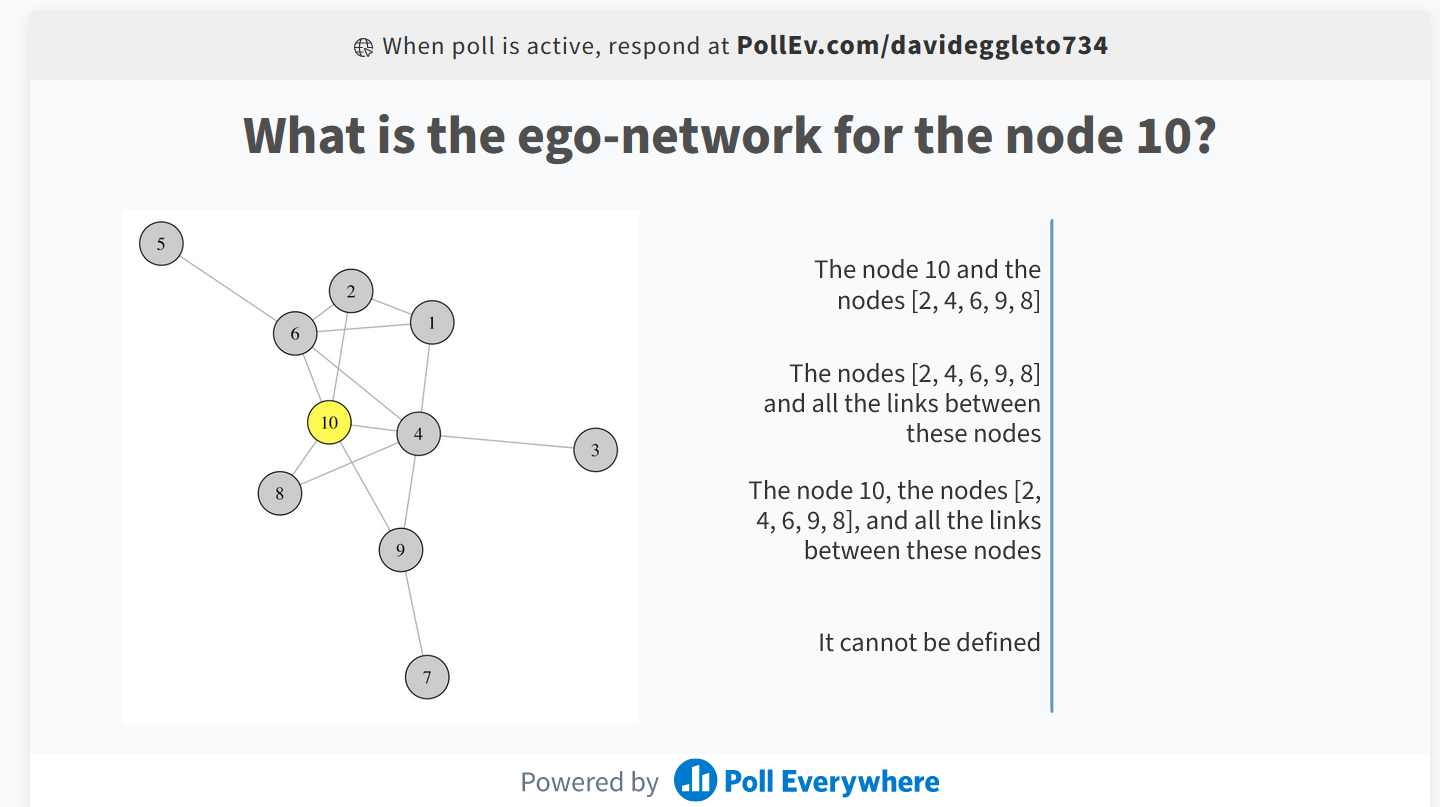 When poll is active, respond at PollEv.com/davideggleto734
What is the ego-network for the node 10?
5
2
1
6
10
4
3
8
9
7
The node 10 and the
nodes [2, 4, 6, 9, 8]
The nodes [2, 4, 6, 9, 8]
and all the links between
these nodes
The node 10, the nodes [2,
4, 6, 9, 8], and all the links
between these nodes
It cannot be defined
Powered by Poll Everywhere